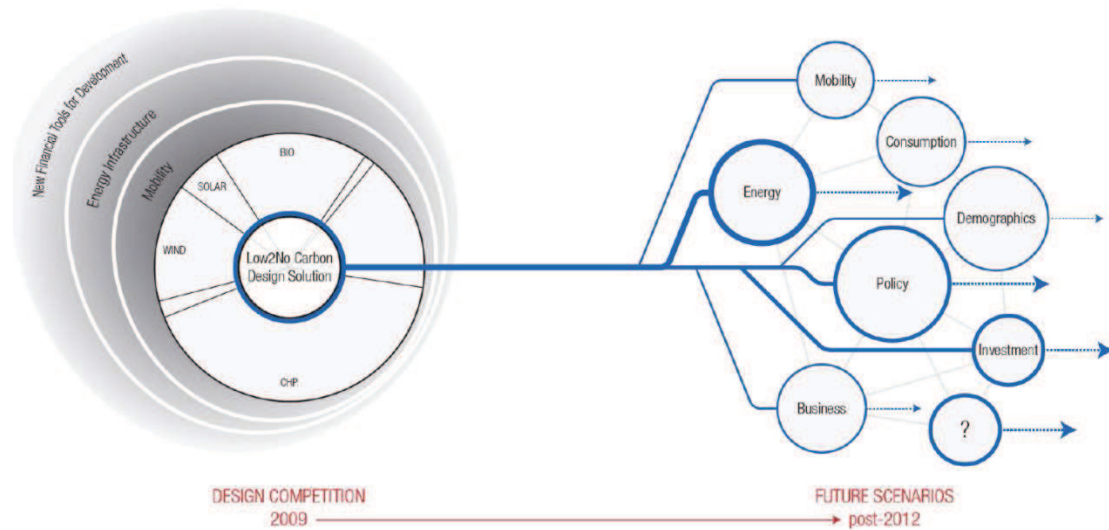 New Financial Tools for Development
Energy Infrastructure
Mobility
BIO
SOLAR
WIND
CHP
Low2No Carbon
Design Solution
Mobility
Consumption
Energy
Demographics
Policy
Investment
Business
?
DESIGN COMPETITION
2009
FUTURE SCENARIOS
post-2012